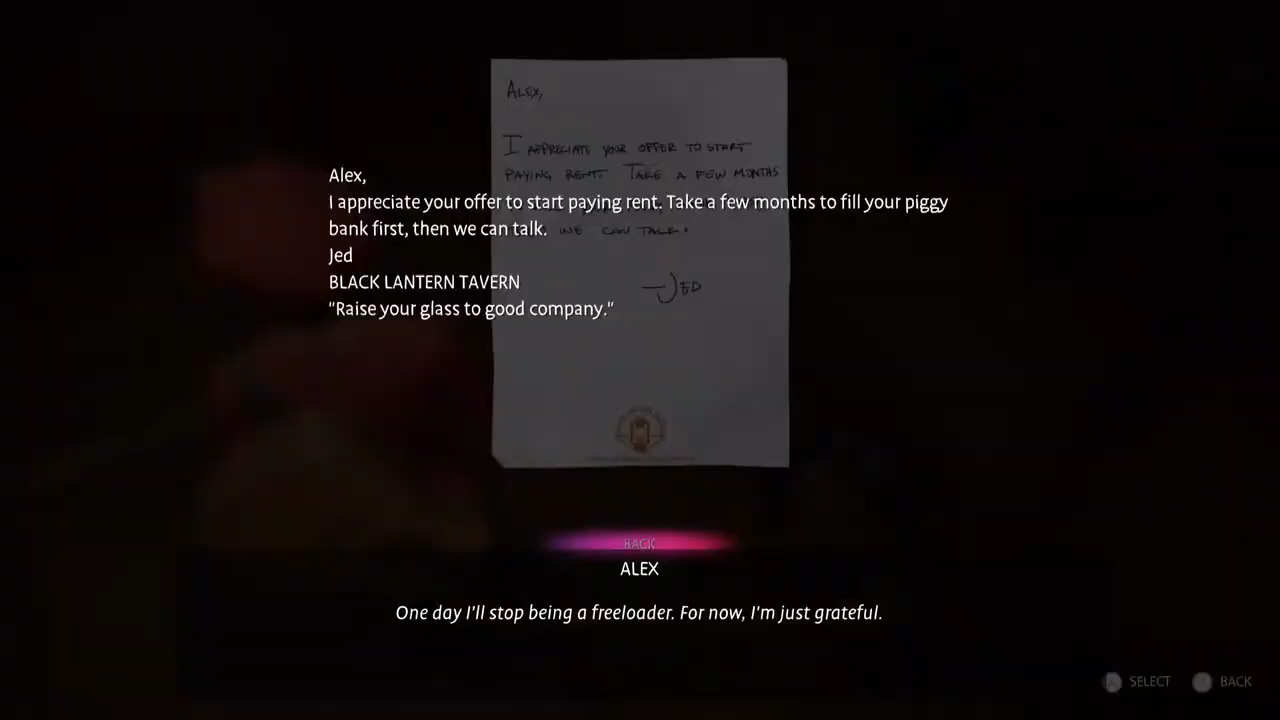 ALEX,
I APPRECIATE YOUR OFFER TO START
PAYING RENT. TAKE A FEW MONTHS
WE CAN TALK.
—JED
Alex,
I appreciate your offer to start paying rent. Take a few months to fill your piggy
bank first, then we can talk.
Jed
BLACK LANTERN TAVERN
"Raise your glass to good company."
BACK
ALEX
One day I'll stop being a freeloader. For now, I'm just grateful.
SELECT
BACK